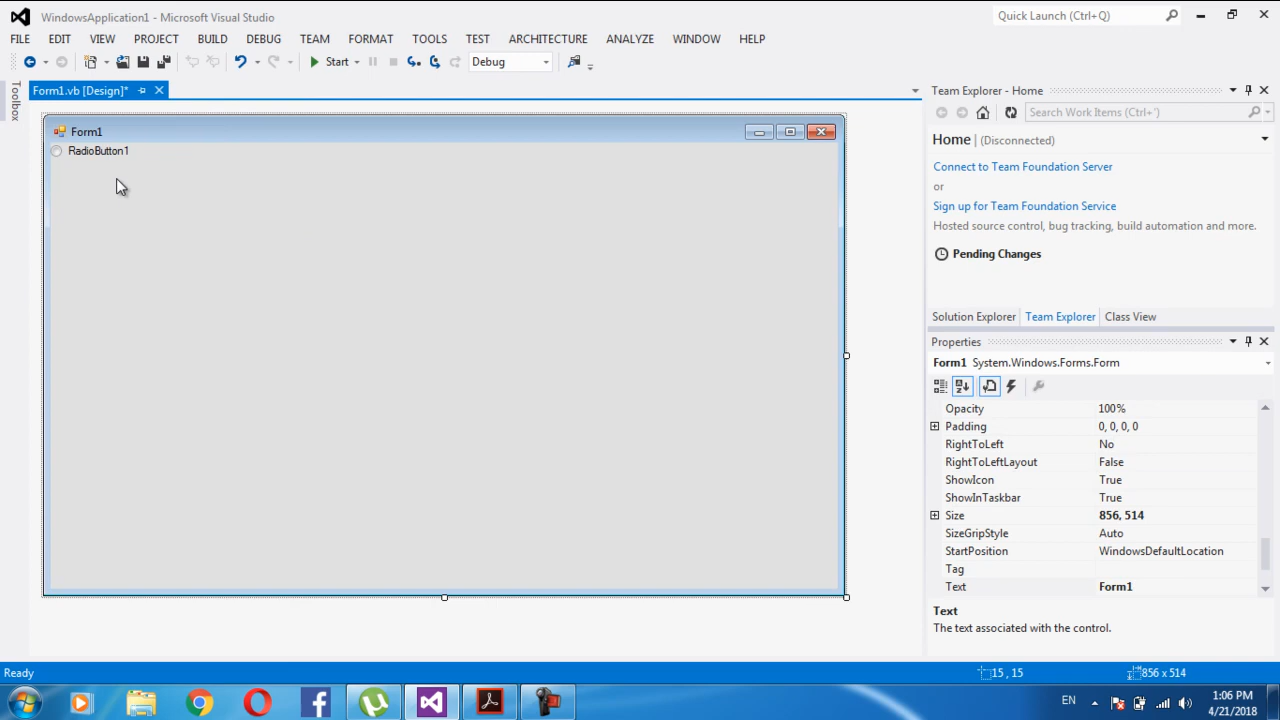 WindowsApplication1 - Microsoft Visual Studio
Quick Launch (Ctrl+Q)
FILE EDIT VIEW PROJECT BUILD DEBUG TEAM FORMAT TOOLS TEST ARCHITECTURE ANALYZE WINDOW HELP
Start Debug
Toolbox
Form1.vb [Design]*
Form1
RadioButton1
Team Explorer - Home
Search Work Items (Ctrl+')
Home | (Disconnected)
Connect to Team Foundation Server
or
Sign up for Team Foundation Service
Hosted source control, bug tracking, build automation and more.
Pending Changes
Solution Explorer Team Explorer Class View
Properties
Form1 System.Windows.Forms.Form
Opacity 100%
Padding 0, 0, 0, 0
RightToLeft No
RightToLeftLayout False
ShowIcon True
ShowInTaskbar True
Size 856, 514
SizeGripStyle Auto
StartPosition WindowsDefaultLocation
Tag
Text Form1
Text
The text associated with the control.
Ready 15 , 15 856 x 514
EN 1:06 PM
4/21/2018